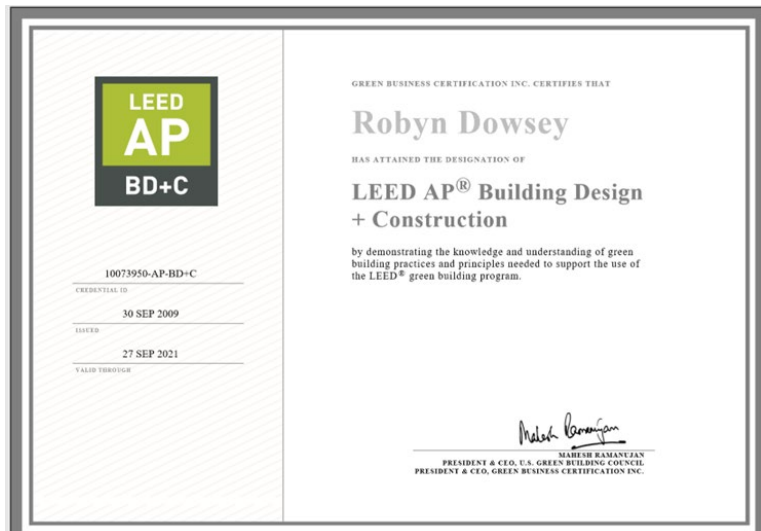 LEED
AP
BD+C
10073950-AP-BD+C
CREDENTIAL ID
30 SEP 2009
ISSUED
27 SEP 2021
VALID THROUGH
GREEN BUSINESS CERTIFICATION INC. CERTIFIES THAT
Robyn Dowsey
HAS ATTAINED THE DESIGNATION OF
LEED AP® Building Design
+ Construction
by demonstrating the knowledge and understanding of green
building practices and principles needed to support the use of
the LEED® green building program.
Mahesh Ramanujan
MAHESH RAMANUJAN
PRESIDENT & CEO, U.S. GREEN BUILDING COUNCIL
PRESIDENT & CEO, GREEN BUSINESS CERTIFICATION INC.